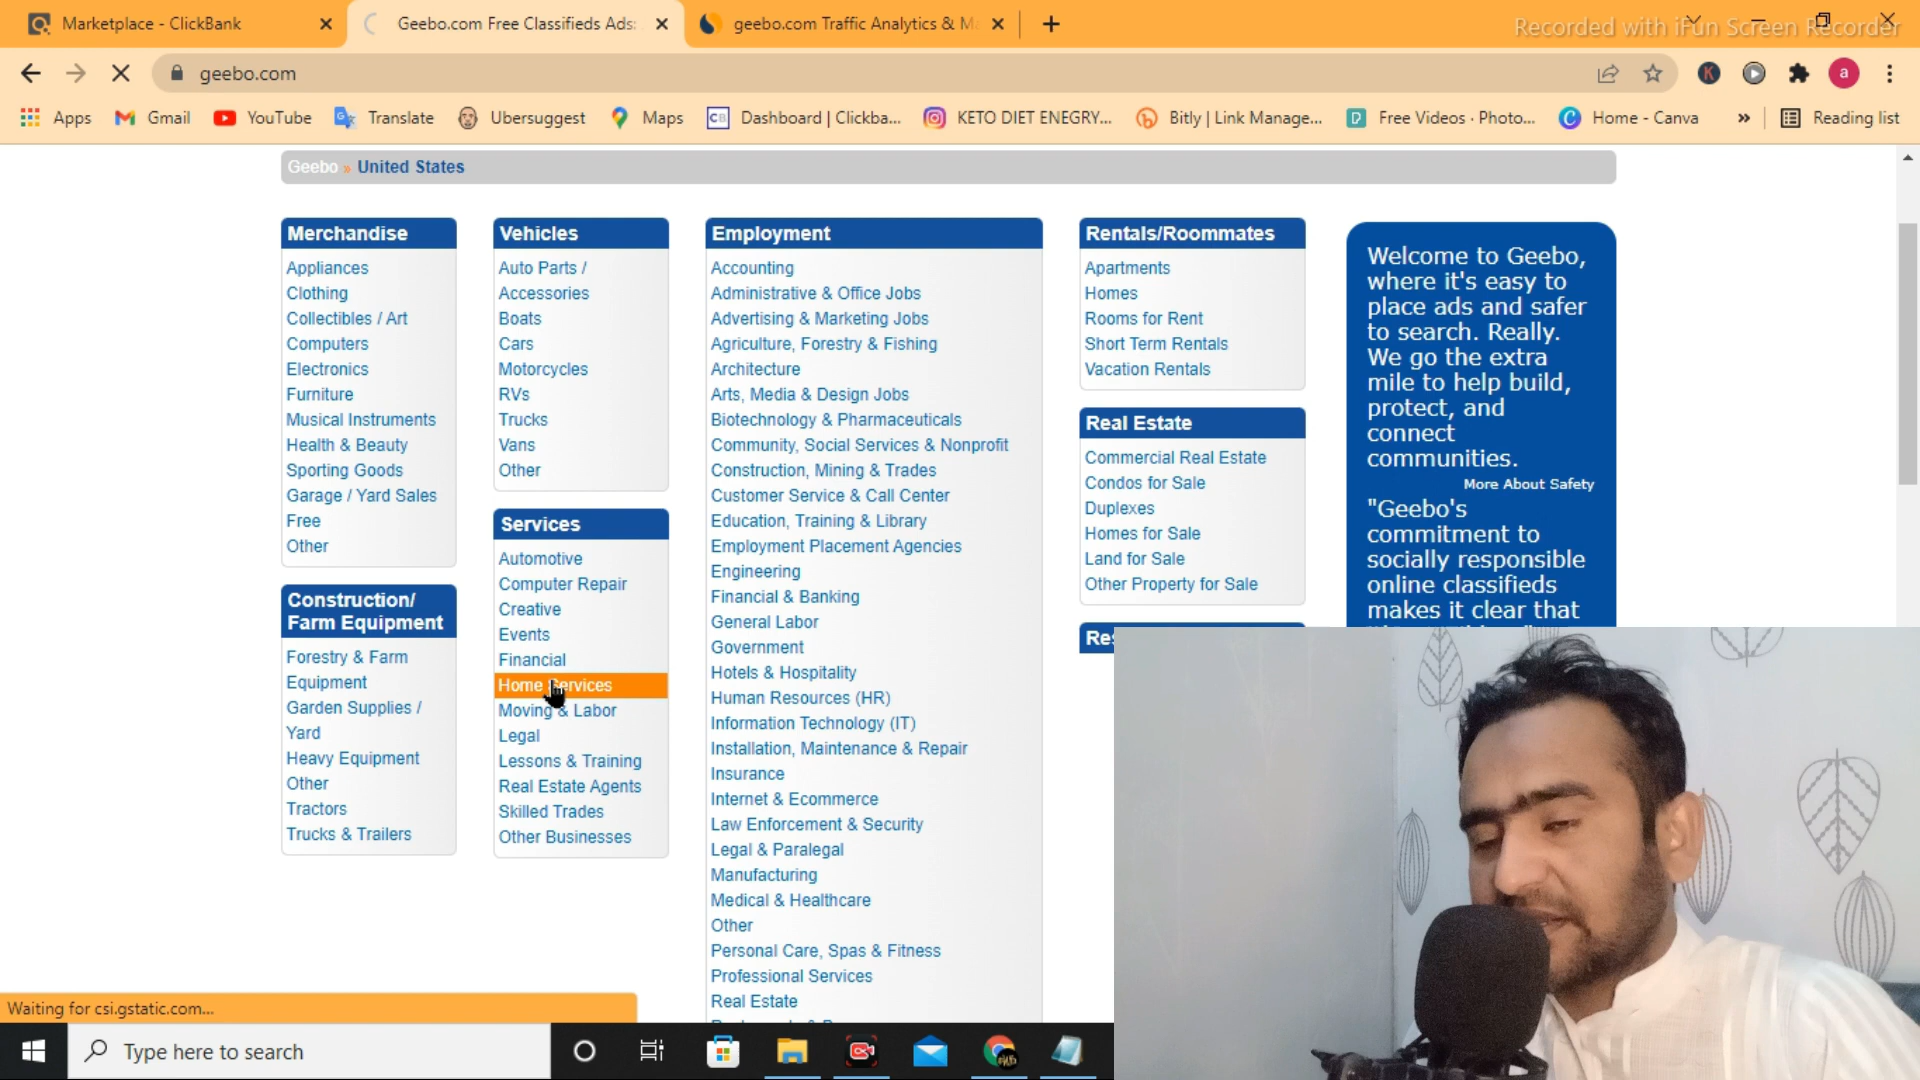 Marketplace - ClickBank
Geebo.com Free Classifieds Ads:
geebo.com Traffic Analytics & Ma
Recorded with iFun Screen Recorder
geebo.com
a
Apps
Gmail
YouTube
Translate
Ubersuggest
Maps
CB Dashboard | Clickba...
KETO DIET ENEGRY...
Bitly | Link Manage...
Free Videos · Photo...
Home - Canva
»
Reading list
Geebo » United States
Merchandise
Appliances
Clothing
Collectibles / Art
Computers
Electronics
Furniture
Musical Instruments
Health & Beauty
Sporting Goods
Garage / Yard Sales
Free
Other
Construction/
Farm Equipment
Forestry & Farm
Equipment
Garden Supplies /
Yard
Heavy Equipment
Other
Tractors
Trucks & Trailers
Vehicles
Auto Parts /
Accessories
Boats
Cars
Motorcycles
RVs
Trucks
Vans
Other
Services
Automotive
Computer Repair
Creative
Events
Financial
Home Services
Moving & Labor
Legal
Lessons & Training
Real Estate Agents
Skilled Trades
Other Businesses
Employment
Accounting
Administrative & Office Jobs
Advertising & Marketing Jobs
Agriculture, Forestry & Fishing
Architecture
Arts, Media & Design Jobs
Biotechnology & Pharmaceuticals
Community, Social Services & Nonprofit
Construction, Mining & Trades
Customer Service & Call Center
Education, Training & Library
Employment Placement Agencies
Engineering
Financial & Banking
General Labor
Government
Hotels & Hospitality
Human Resources (HR)
Information Technology (IT)
Installation, Maintenance & Repair
Insurance
Internet & Ecommerce
Law Enforcement & Security
Legal & Paralegal
Manufacturing
Medical & Healthcare
Other
Personal Care, Spas & Fitness
Professional Services
Real Estate
Rentals/Roommates
Apartments
Homes
Rooms for Rent
Short Term Rentals
Vacation Rentals
Real Estate
Commercial Real Estate
Condos for Sale
Duplexes
Homes for Sale
Land for Sale
Other Property for Sale
Res
Welcome to Geebo,
where it's easy to
place ads and safer
to search. Really.
We go the extra
mile to help build,
protect, and
connect
communities.
More About Safety
"Geebo's
commitment to
socially responsible
online classifieds
makes it clear that
Waiting for csi.gstatic.com...
Type here to search